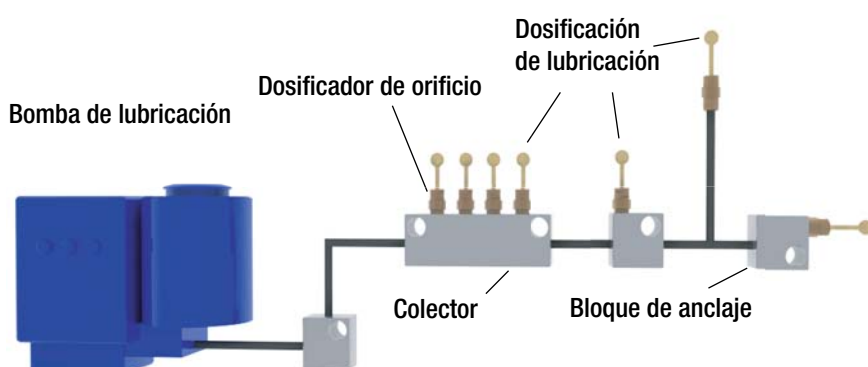 Dosificación
de lubricación
Dosificador de orificio
Bomba de lubricación
Colector
Bloque de anclaje